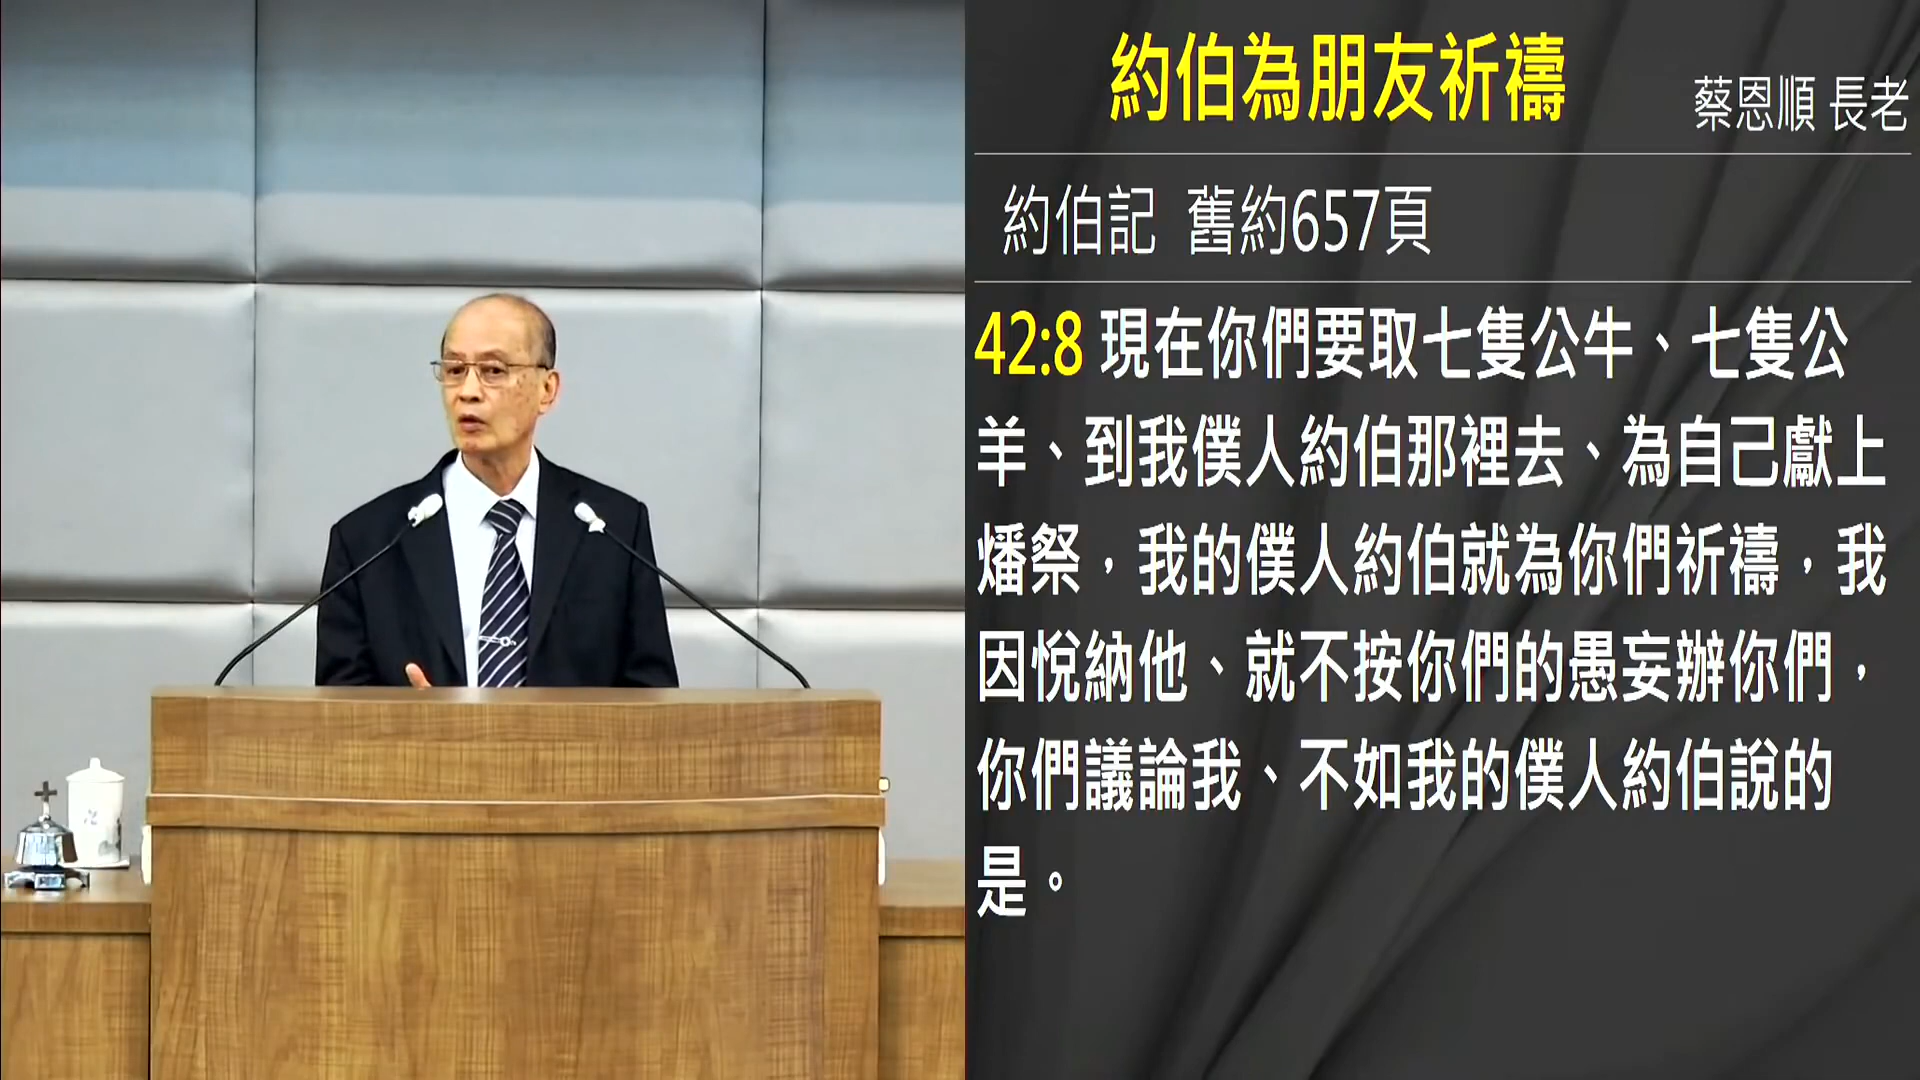 約伯為朋友祈禱
蔡恩順 長老
約伯記 舊約657頁
42:8 現在你們要取七隻公牛、七隻公
羊、到我僕人約伯那裡去、為自己獻上
燔祭，我的僕人約伯就為你們祈禱，我
因悅納他、就不按你們的愚妄辦你們，
你們議論我、不如我的僕人約伯說的
是。